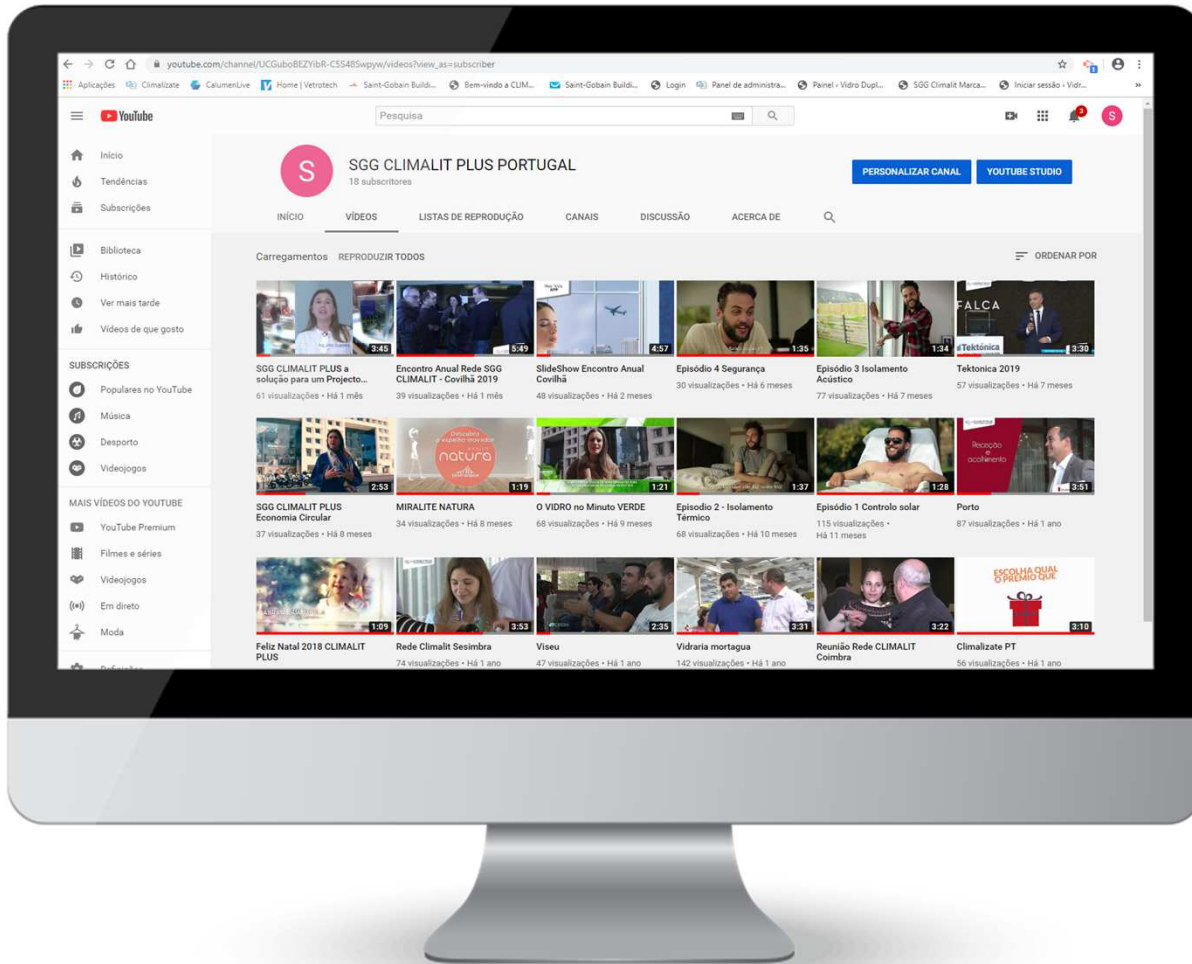 youtube.com/channel/UCGuboBEZYibR-C5S485wpyw/videos?view_as=subscriber
Aplicações Climalizate CalumenLive Home | Vetrotech Saint-Gobain Buildi... Bem-vindo a CLIM... Saint-Gobain Buildi... Login Panel de administra... Painel ‹ Vidro Dupl... SGG Climalit Marca... Iniciar sessão ‹ Vidr... »
YouTube
Pesquisa
3
S
Início
Tendências
Subscrições
Biblioteca
Histórico
Ver mais tarde
Vídeos de que gosto
SUBSCRIÇÕES
Populares no YouTube
Música
Desporto
Videojogos
MAIS VÍDEOS DO YOUTUBE
YouTube Premium
Filmes e séries
Videojogos
Em direto
Moda
Definições
S
SGG CLIMALIT PLUS PORTUGAL
18 subscritores
PERSONALIZAR CANAL
YOUTUBE STUDIO
INÍCIO VÍDEOS LISTAS DE REPRODUÇÃO CANAIS DISCUSSÃO ACERCA DE
Carregamentos REPRODUZIR TODOS
ORDENAR POR
3:45
SGG CLIMALIT PLUS a
solução para um Projecto...
61 visualizações • Há 1 mês
5:49
Encontro Anual Rede SGG
CLIMALIT - Covilhã 2019
39 visualizações • Há 1 mês
4:57
SlideShow Encontro Anual
Covilhã
48 visualizações • Há 2 meses
1:35
Episódio 4 Segurança
30 visualizações • Há 6 meses
1:34
Episódio 3 Isolamento
Acústico
77 visualizações • Há 7 meses
FALCA
Tektónica
3:30
Tektonica 2019
57 visualizações • Há 7 meses
2:53
SGG CLIMALIT PLUS
Economia Circular
37 visualizações • Há 8 meses
Descubra
o espelho inovador
natura
1:19
MIRALITE NATURA
34 visualizações • Há 8 meses
1:21
O VIDRO no Minuto VERDE
68 visualizações • Há 9 meses
1:37
Episodio 2 - Isolamento
Térmico
68 visualizações • Há 10 meses
1:28
Episódio 1 Controlo solar
115 visualizações •
Há 11 meses
Receção
e
acolhimento
3:51
Porto
87 visualizações • Há 1 ano
1:09
Feliz Natal 2018 CLIMALIT
PLUS
3:53
Rede Climalit Sesimbra
74 visualizações • Há 1 ano
2:35
Viseu
47 visualizações • Há 1 ano
3:31
Vidraria mortagua
142 visualizações • Há 1 ano
3:22
Reunião Rede CLIMALIT
Coimbra
ESCOLHA QUAL
O PREMIO QUE
3:10
Climalizate PT
56 visualizações • Há 1 ano